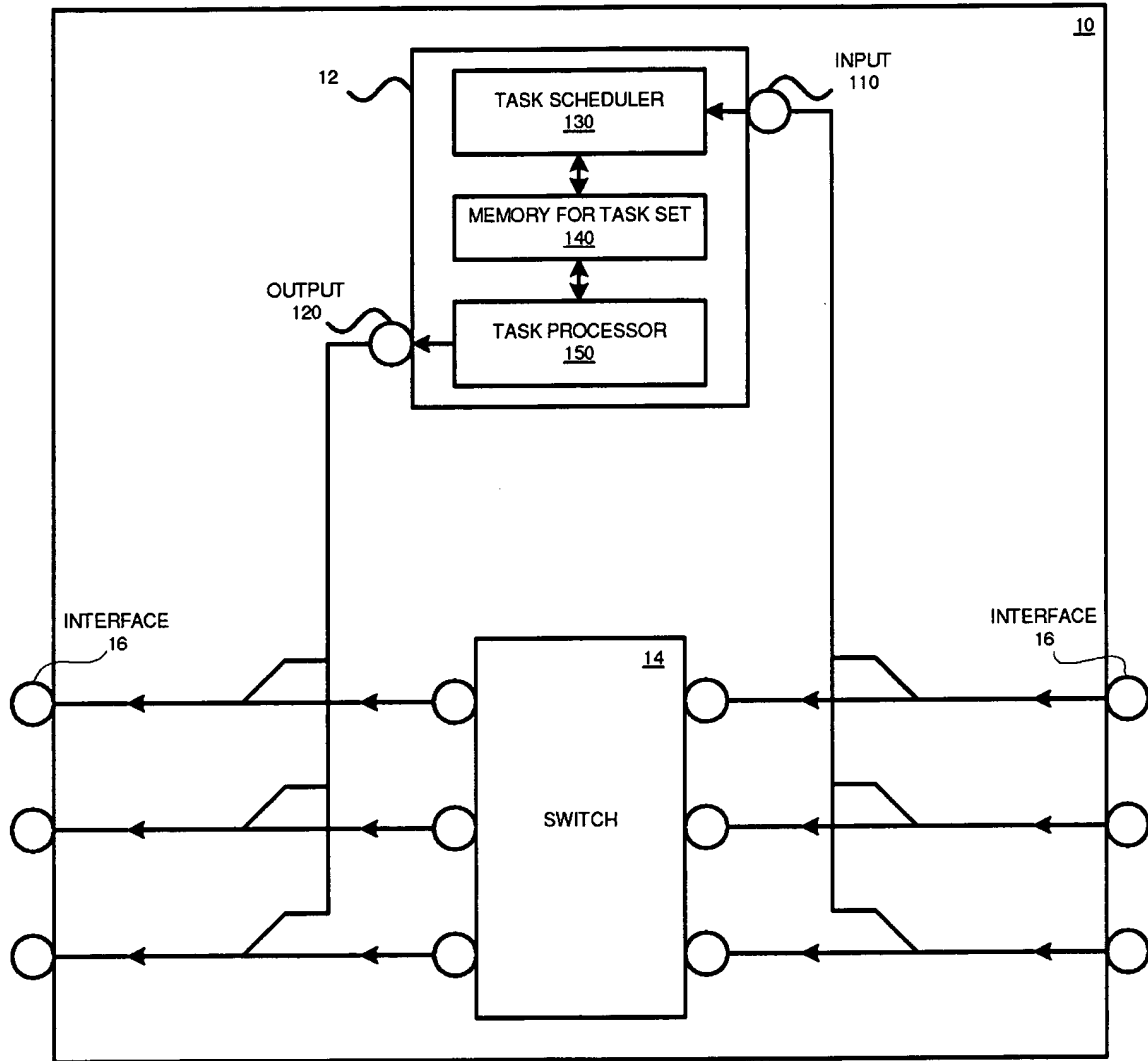 10
12
INPUT
110
TASK SCHEDULER
130
MEMORY FOR TASK SET
140
OUTPUT
120
TASK PROCESSOR
150
INTERFACE
16
INTERFACE
16
14
SWITCH